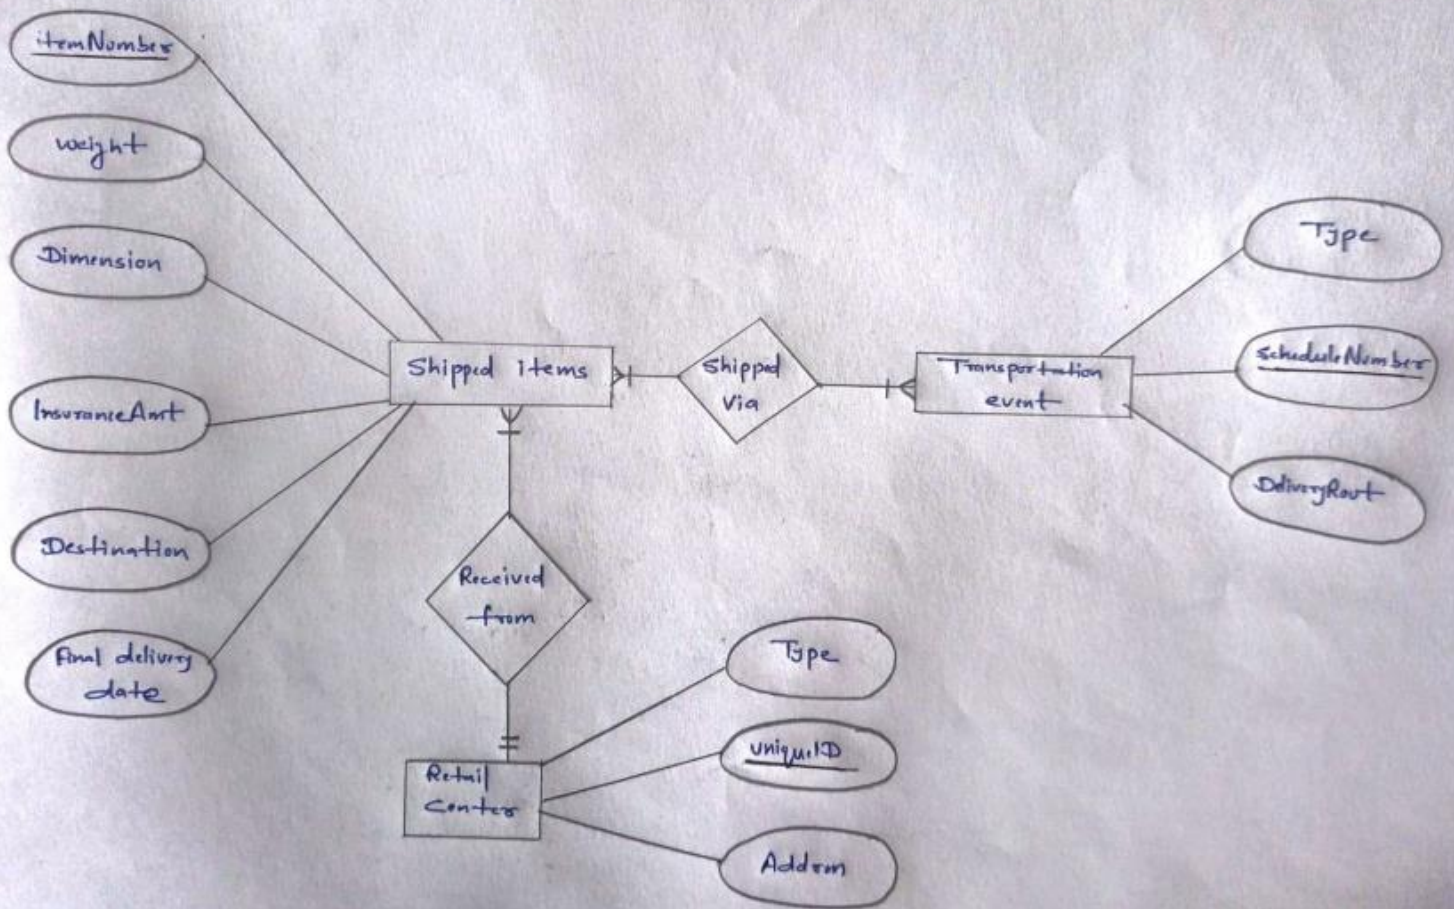 itemNumber
weight
Dimension
InsuranceAmt
Destination
Final delivery
date
Shipped items
Shipped
Via
Transportation
event
Type
scheduleNumber
DeliveryRout
Received
from
Retail
Center
Type
uniqueID
Address